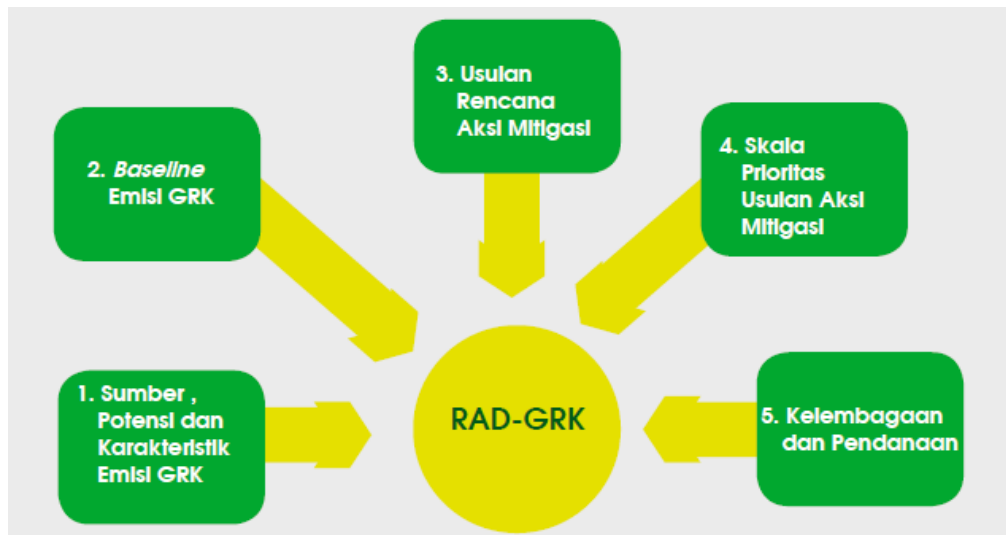 1. Sumber ,
Potensi dan
Karakteristik
Emisi GRK
2. Baseline
Emisi GRK
3. Usulan
Rencana
Aksi Mitigasi
4. Skala
Prioritas
Usulan Aksi
Mitigasi
5. Kelembagaan
dan Pendanaan
RAD-GRK